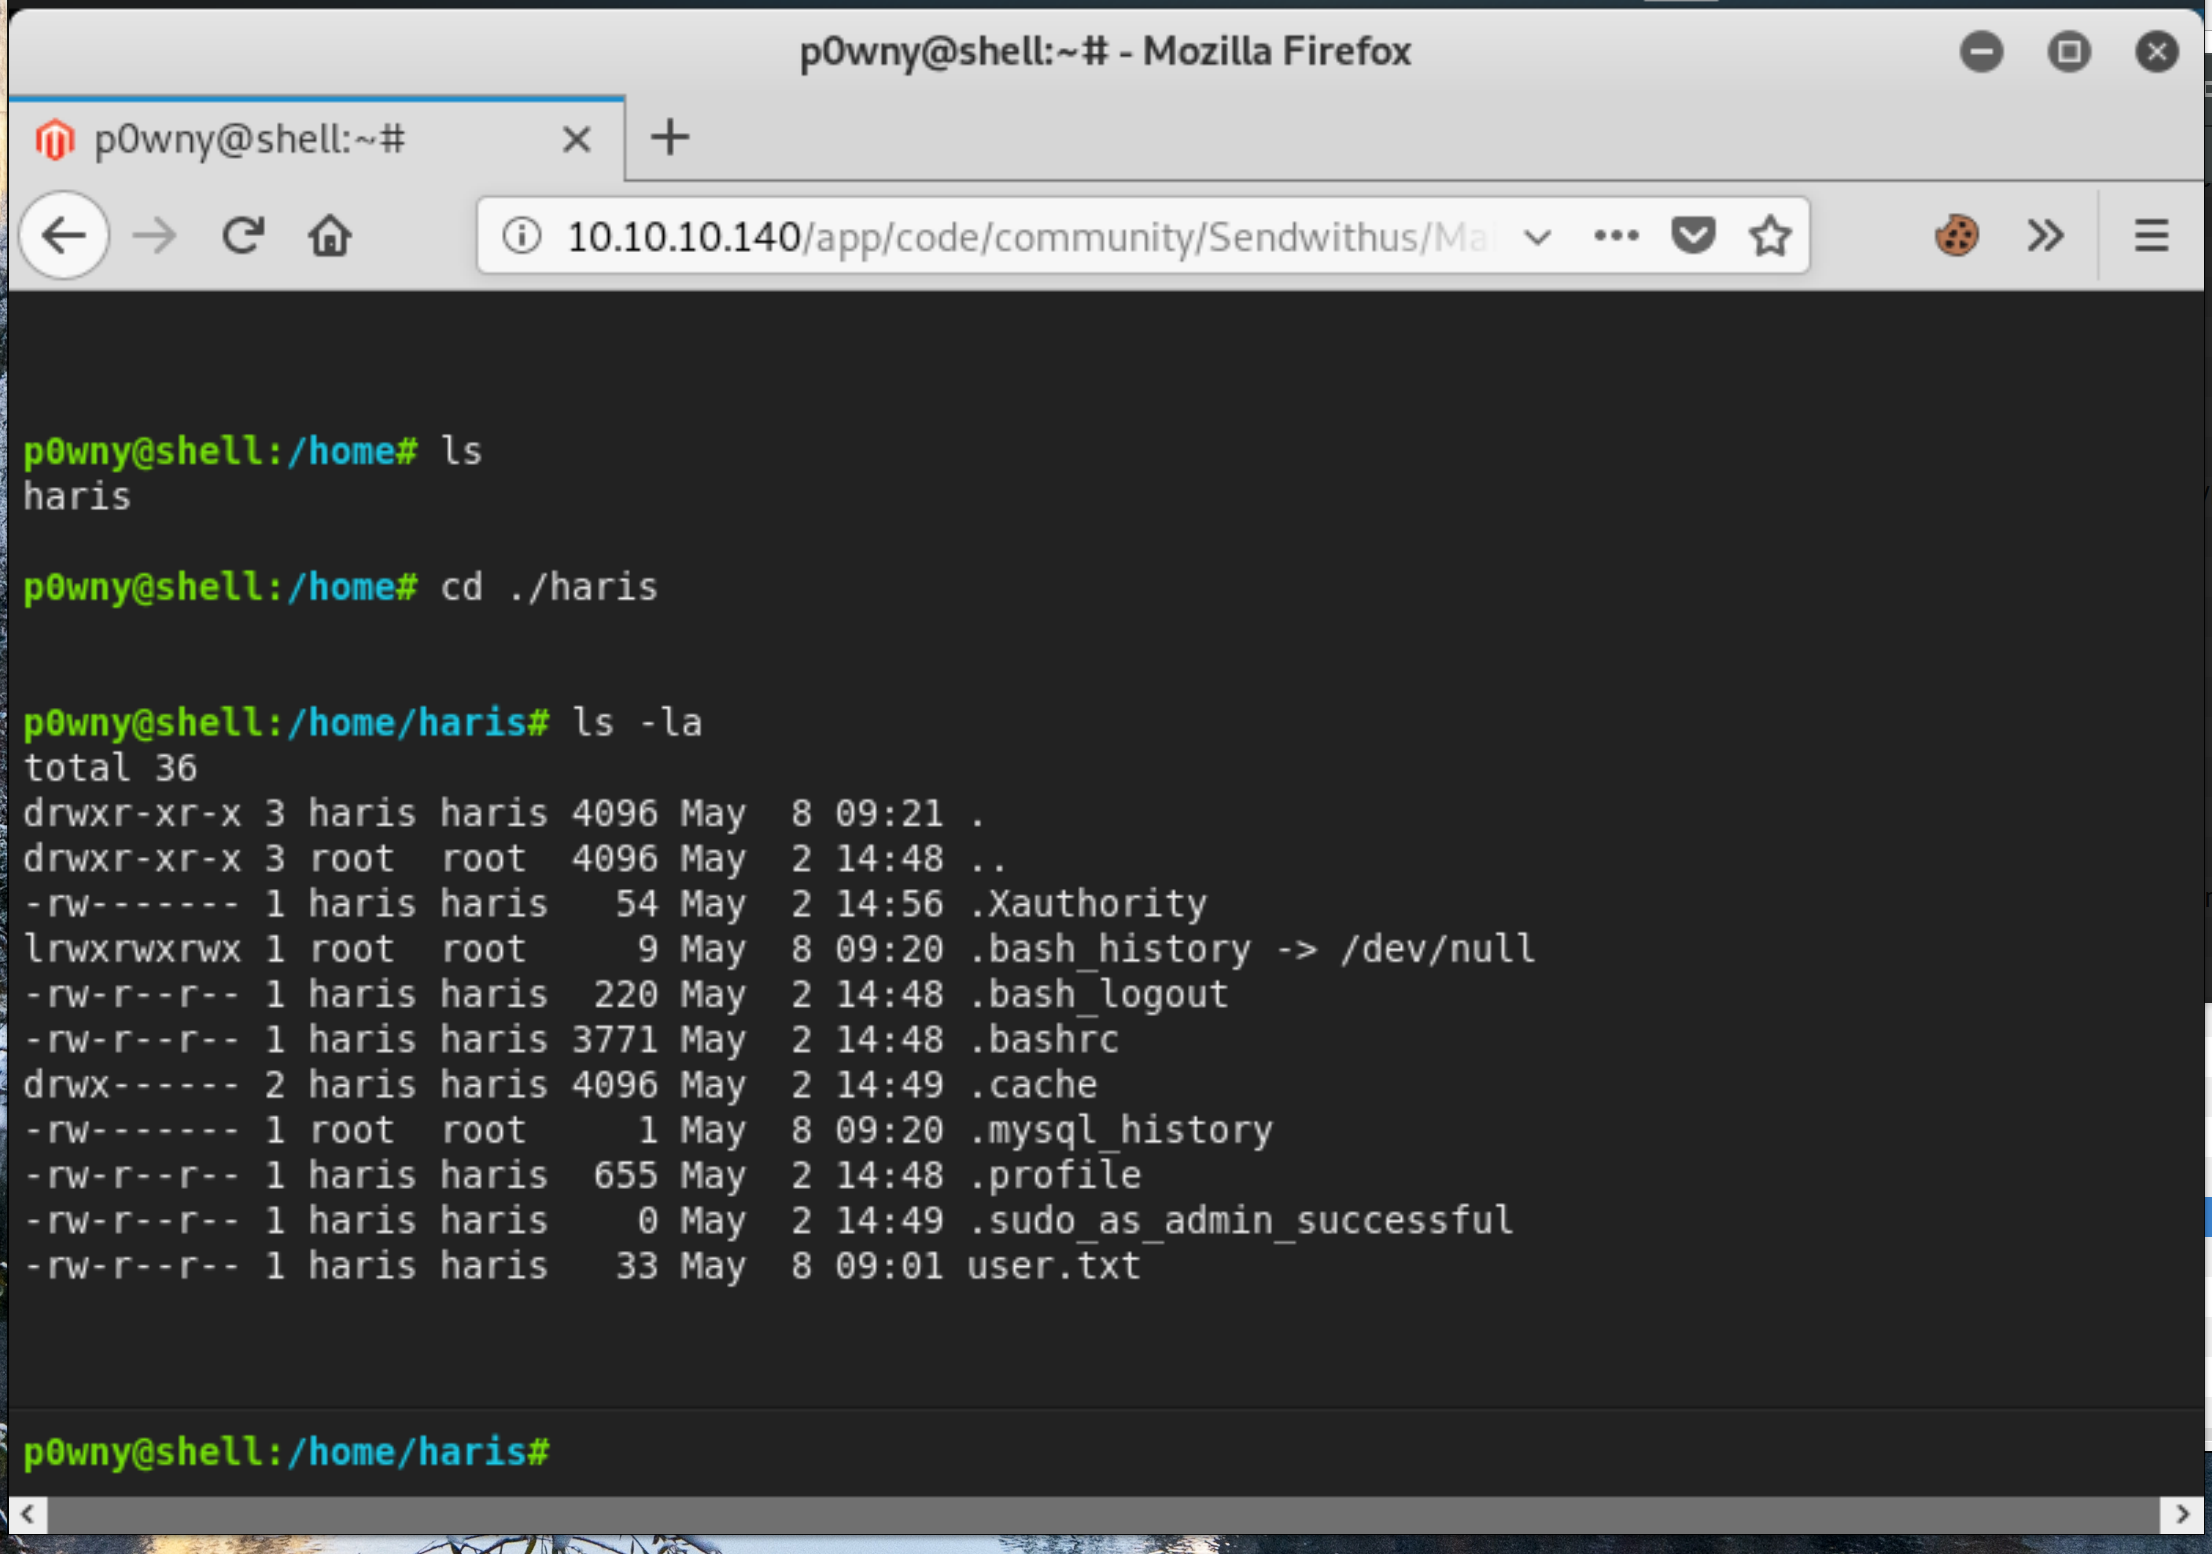 p0wny@shell:~# - Mozilla Firefox
p0wny@shell:~#
10.10.10.140/app/code/community/Sendwithus/Mai
p0wny@shell:/home# ls
haris
p0wny@shell:/home# cd ./haris
p0wny@shell:/home/haris# ls -la
total 36
drwxr-xr-x 3 haris haris 4096 May  8 09:21 .
drwxr-xr-x 3 root  root  4096 May  2 14:48 ..
-rw------- 1 haris haris   54 May  2 14:56 .Xauthority
lrwxrwxrwx 1 root  root     9 May  8 09:20 .bash_history -> /dev/null
-rw-r--r-- 1 haris haris  220 May  2 14:48 .bash_logout
-rw-r--r-- 1 haris haris 3771 May  2 14:48 .bashrc
drwx------ 2 haris haris 4096 May  2 14:49 .cache
-rw------- 1 root  root     1 May  8 09:20 .mysql_history
-rw-r--r-- 1 haris haris  655 May  2 14:48 .profile
-rw-r--r-- 1 haris haris    0 May  2 14:49 .sudo_as_admin_successful
-rw-r--r-- 1 haris haris   33 May  8 09:01 user.txt
p0wny@shell:/home/haris#